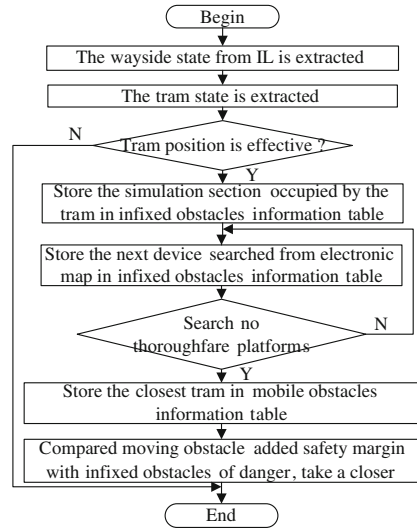 Begin
The wayside state from IL is extracted
The tram state is extracted
N
Tram position is effective ?
Y
Store the simulation section occupied by the
tram in infixed obstacles information table
Store the next device searched from electronic
map in infixed obstacles information table
Search no
thoroughfare platforms
N
Y
Store the closest tram in mobile obstacles
information table
Compared moving obstacle added safety margin
with infixed obstacles of danger, take a closer
End